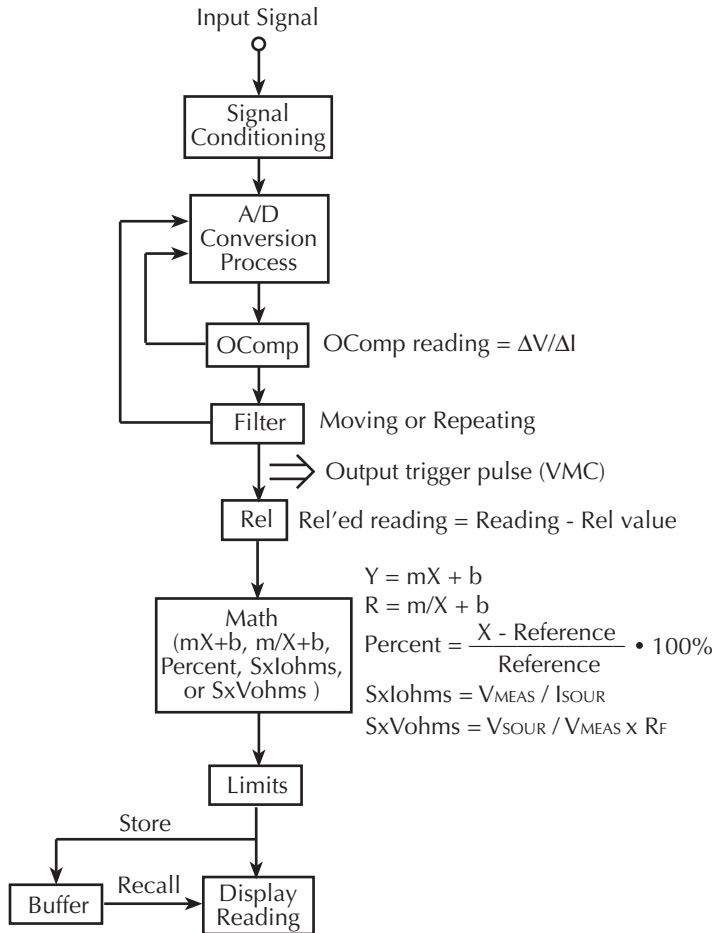 Input Signal
Signal
Conditioning
A/D
Conversion
Process
OComp
OComp reading = ΔV/ΔI
Filter
Moving or Repeating
Output trigger pulse (VMC)
Rel
Rel'ed reading = Reading - Rel value
Math
(mX+b, m/X+b,
Percent, SxIohms,
or SxVohms )
Y = mX + b
R = m/X + b
Percent = X - Reference / Reference • 100%
SxIohms = VMEAS / ISOUR
SxVohms = VSOUR / VMEAS x RF
Limits
Store
Buffer
Recall
Display
Reading